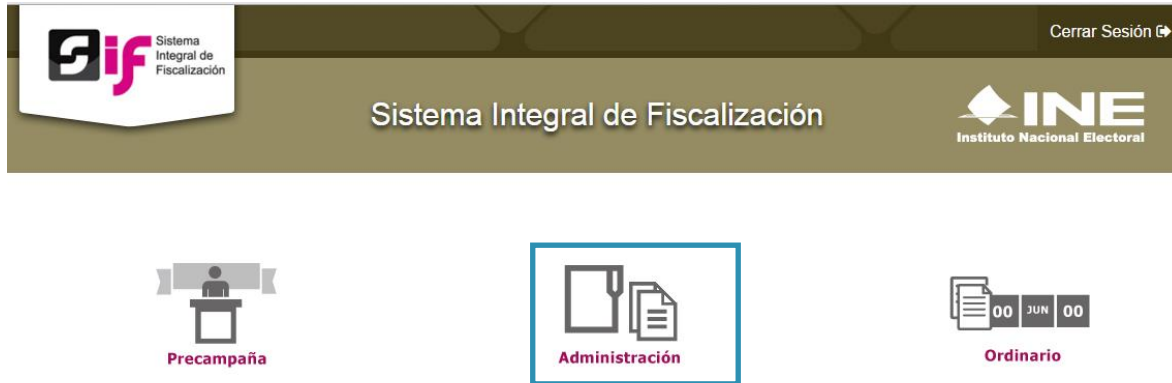 Cerrar Sesión
sif
Sistema
Integral de
Fiscalización
Sistema Integral de Fiscalización
INE
Instituto Nacional Electoral
Precampaña
Administración
00 JUN 00
Ordinario